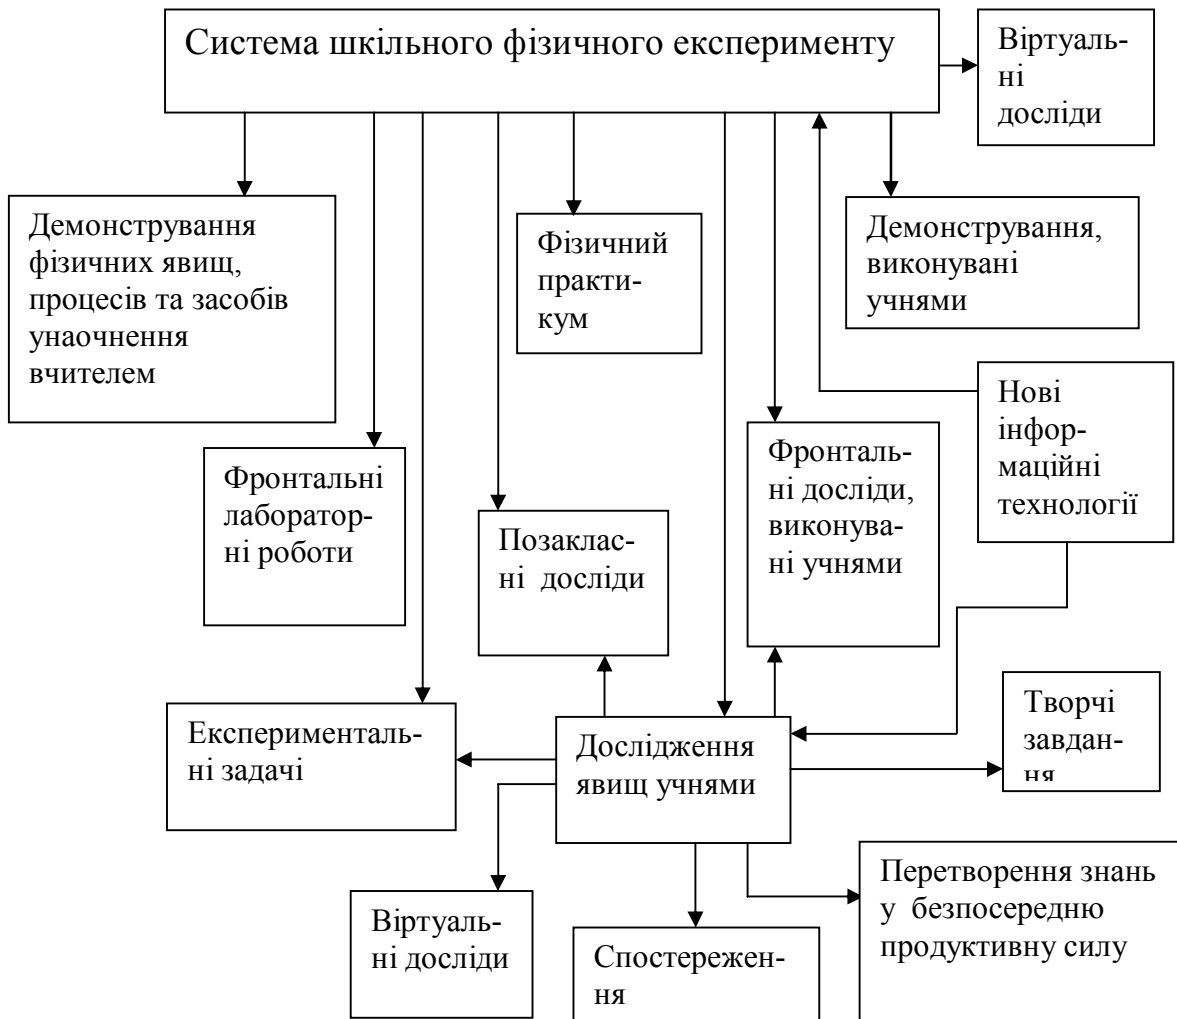 Система шкільного фізичного експерименту
Віртуаль-
ні
досліди
Демонстрування
фізичних явищ,
процесів та засобів
унаочнення
вчителем
Фізичний
практи-
кум
Демонстрування,
виконувані
учнями
Нові
інфор-
маційні
технології
Фронтальні
лаборатор-
ні роботи
Позаклас-
ні досліди
Фронталь-
ні досліди,
виконува-
ні учнями
Експерименталь-
ні задачі
Дослідження
явищ учнями
Творчі
завдан-
ня
Віртуаль-
ні досліди
Спостережен-
ня
Перетворення знань
у безпосередню
продуктивну силу